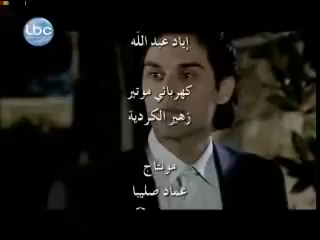 LBC
إياد عبد الله
كهربائي موتير
زهير الكردية
مونتاج
عماد صليبا